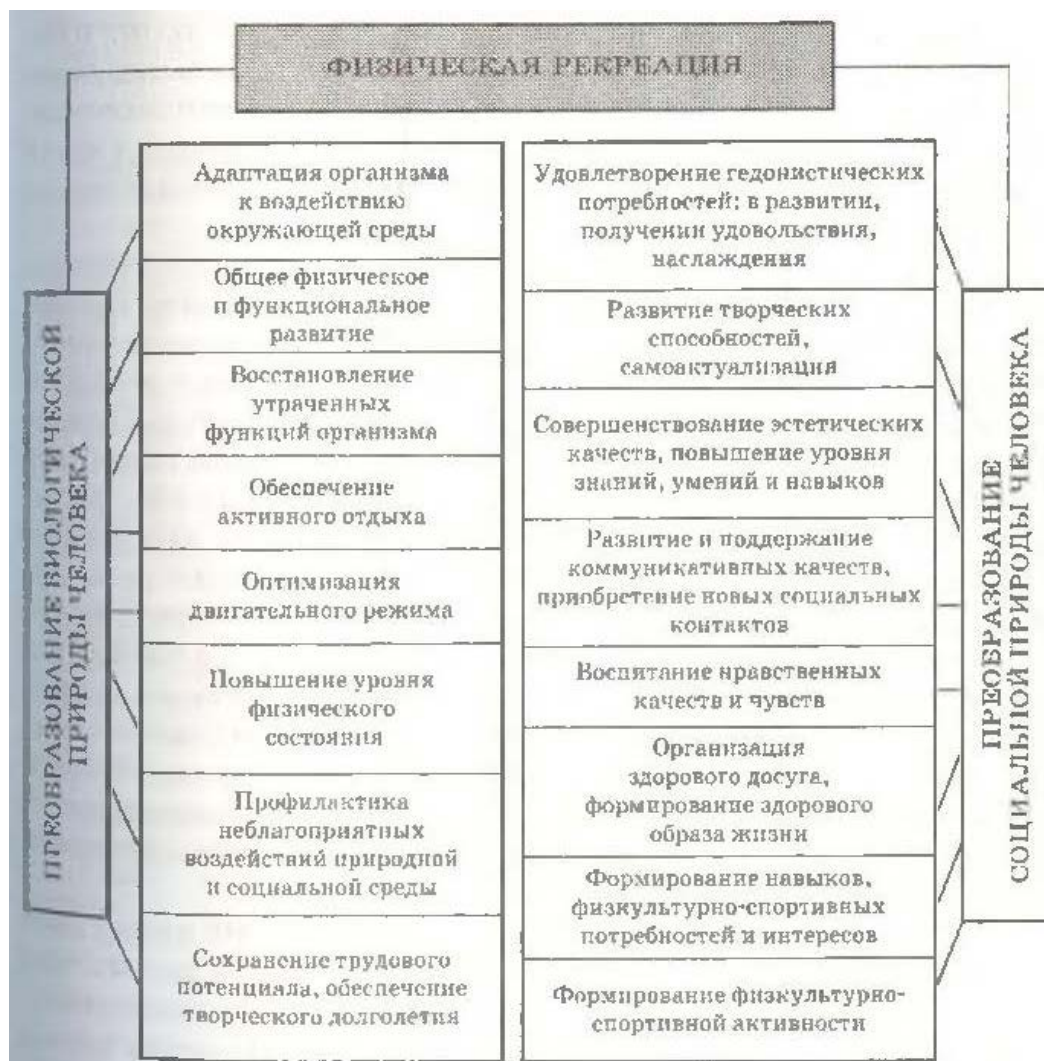 ФИЗИЧЕСКАЯ РЕКРЕАЦИЯ
ПРЕОБРАЗОВАНИЕ БИОЛОГИЧЕСКОЙ
ПРИРОДЫ ЧЕЛОВЕКА
Адаптация организма
к воздействию
окружающей среды
Общее физическое
и функциональное
развитие
Восстановление
утраченных
функций организма
Обеспечение
активного отдыха
Оптимизация
двигательного режима
Повышение уровня
физического
состояния
Профилактика
неблагоприятных
воздействий природной
и социальной среды
Сохранение трудового
потенциала, обеспечение
творческого долголетия
Удовлетворение гедонистических
потребностей: в развитии,
получении удовольствия,
наслаждения
Развитие творческих
способностей,
самоактуализация
Совершенствование эстетических
качеств, повышение уровня
знаний, умений и навыков
Развитие и поддержание
коммуникативных качеств,
приобретение новых социальных
контактов
Воспитание нравственных
качеств и чувств
Организация
здорового досуга,
формирование здорового
образа жизни
Формирование навыков,
физкультурно-спортивных
потребностей и интересов
Формирование физкультурно-
спортивной активности
ПРЕОБРАЗОВАНИЕ
СОЦИАЛЬНОЙ ПРИРОДЫ ЧЕЛОВЕКА